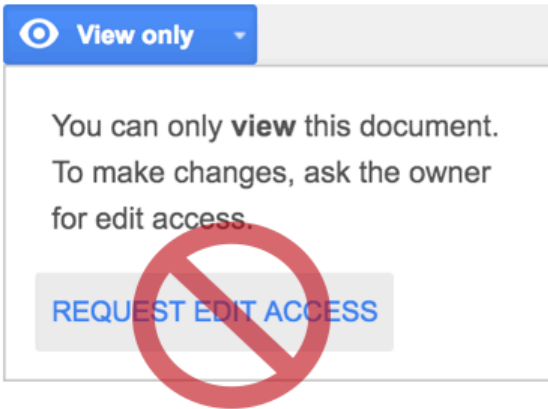 View only
You can only view this document.
To make changes, ask the owner
for edit access.
REQUEST EDIT ACCESS